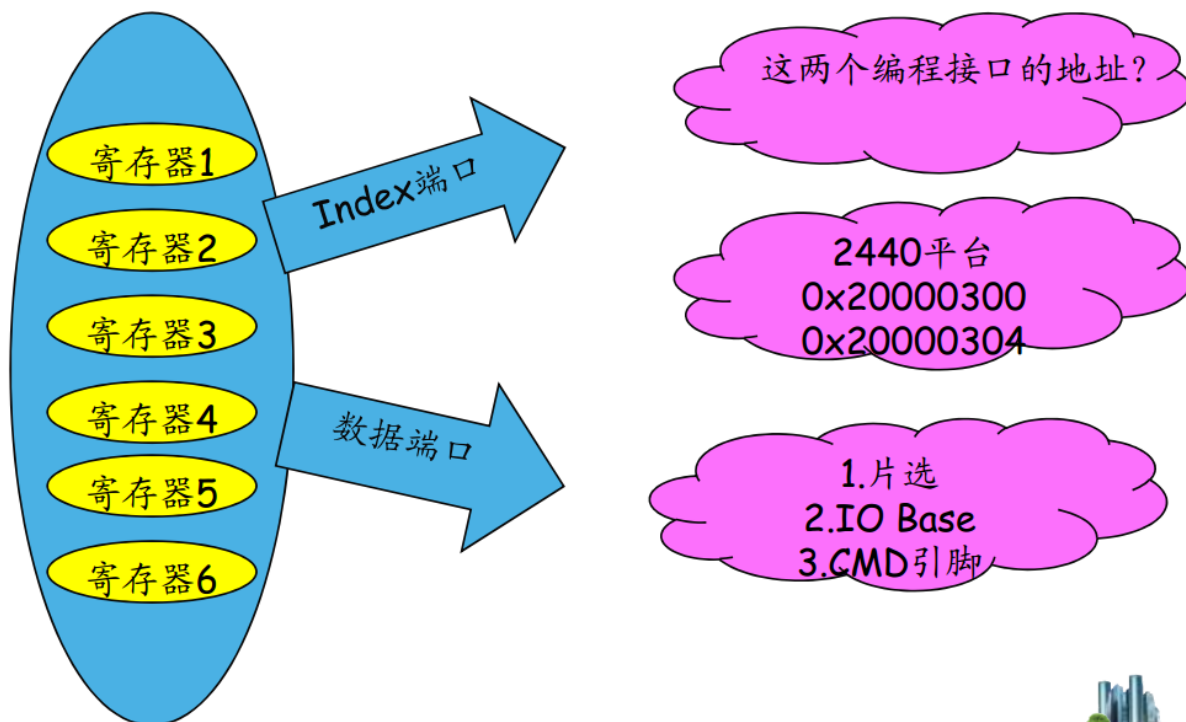 寄存器1
寄存器2
寄存器3
寄存器4
寄存器5
寄存器6
Index端口
数据端口
这两个编程接口的地址？
2440平台
0x20000300
0x20000304
1.片选
2.IO Base
3.CMD引脚